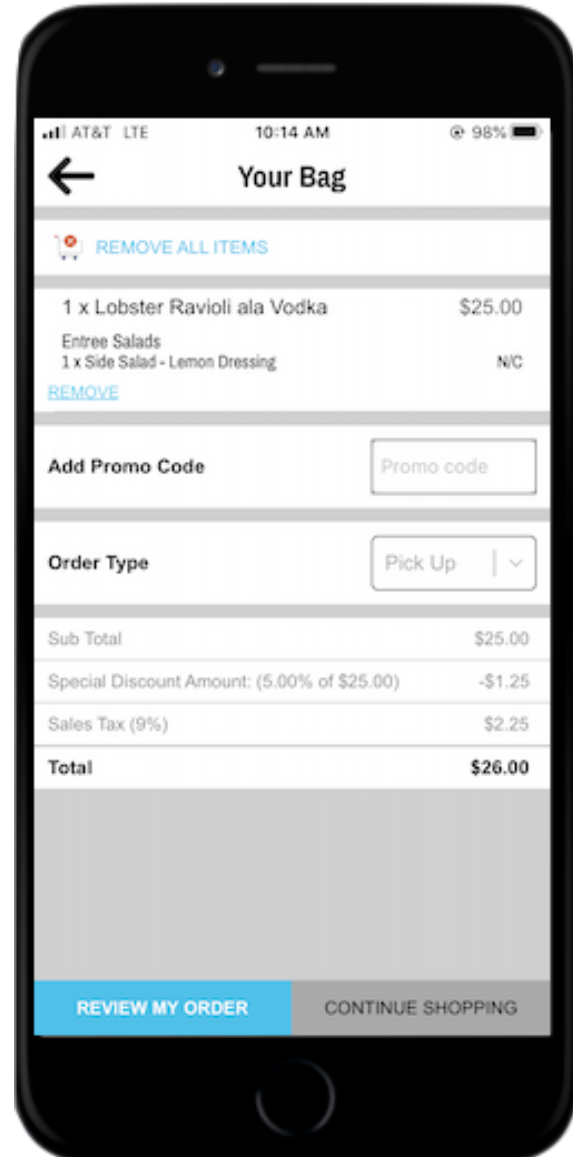 AT&T LTE 10:14 AM 98%
Your Bag
REMOVE ALL ITEMS
1 x Lobster Ravioli ala Vodka $25.00
Entree Salads
1 x Side Salad - Lemon Dressing N/C
REMOVE
Add Promo Code Promo code
Order Type Pick Up
Sub Total $25.00
Special Discount Amount: (5.00% of $25.00) -$1.25
Sales Tax (9%) $2.25
Total $26.00
REVIEW MY ORDER CONTINUE SHOPPING